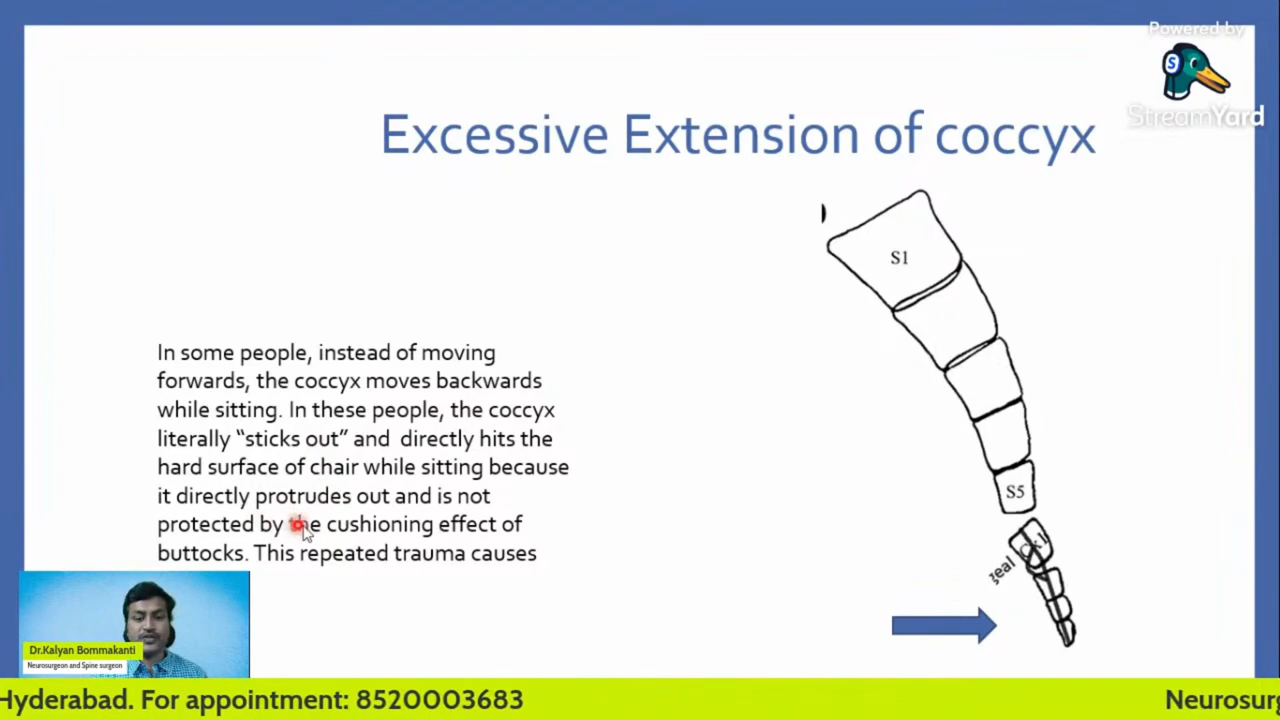 Powered by
StreamYard
Excessive Extension of coccyx
S1
In some people, instead of moving
forwards, the coccyx moves backwards
while sitting. In these people, the coccyx
literally “sticks out” and directly hits the
hard surface of chair while sitting because
it directly protrudes out and is not
protected by the cushioning effect of
buttocks. This repeated trauma causes
S5
Cx1
geal
Dr.Kalyan Bommakanti
Neurosurgeon and Spine surgeon
Hyderabad. For appointment: 8520003683
Neurosurg